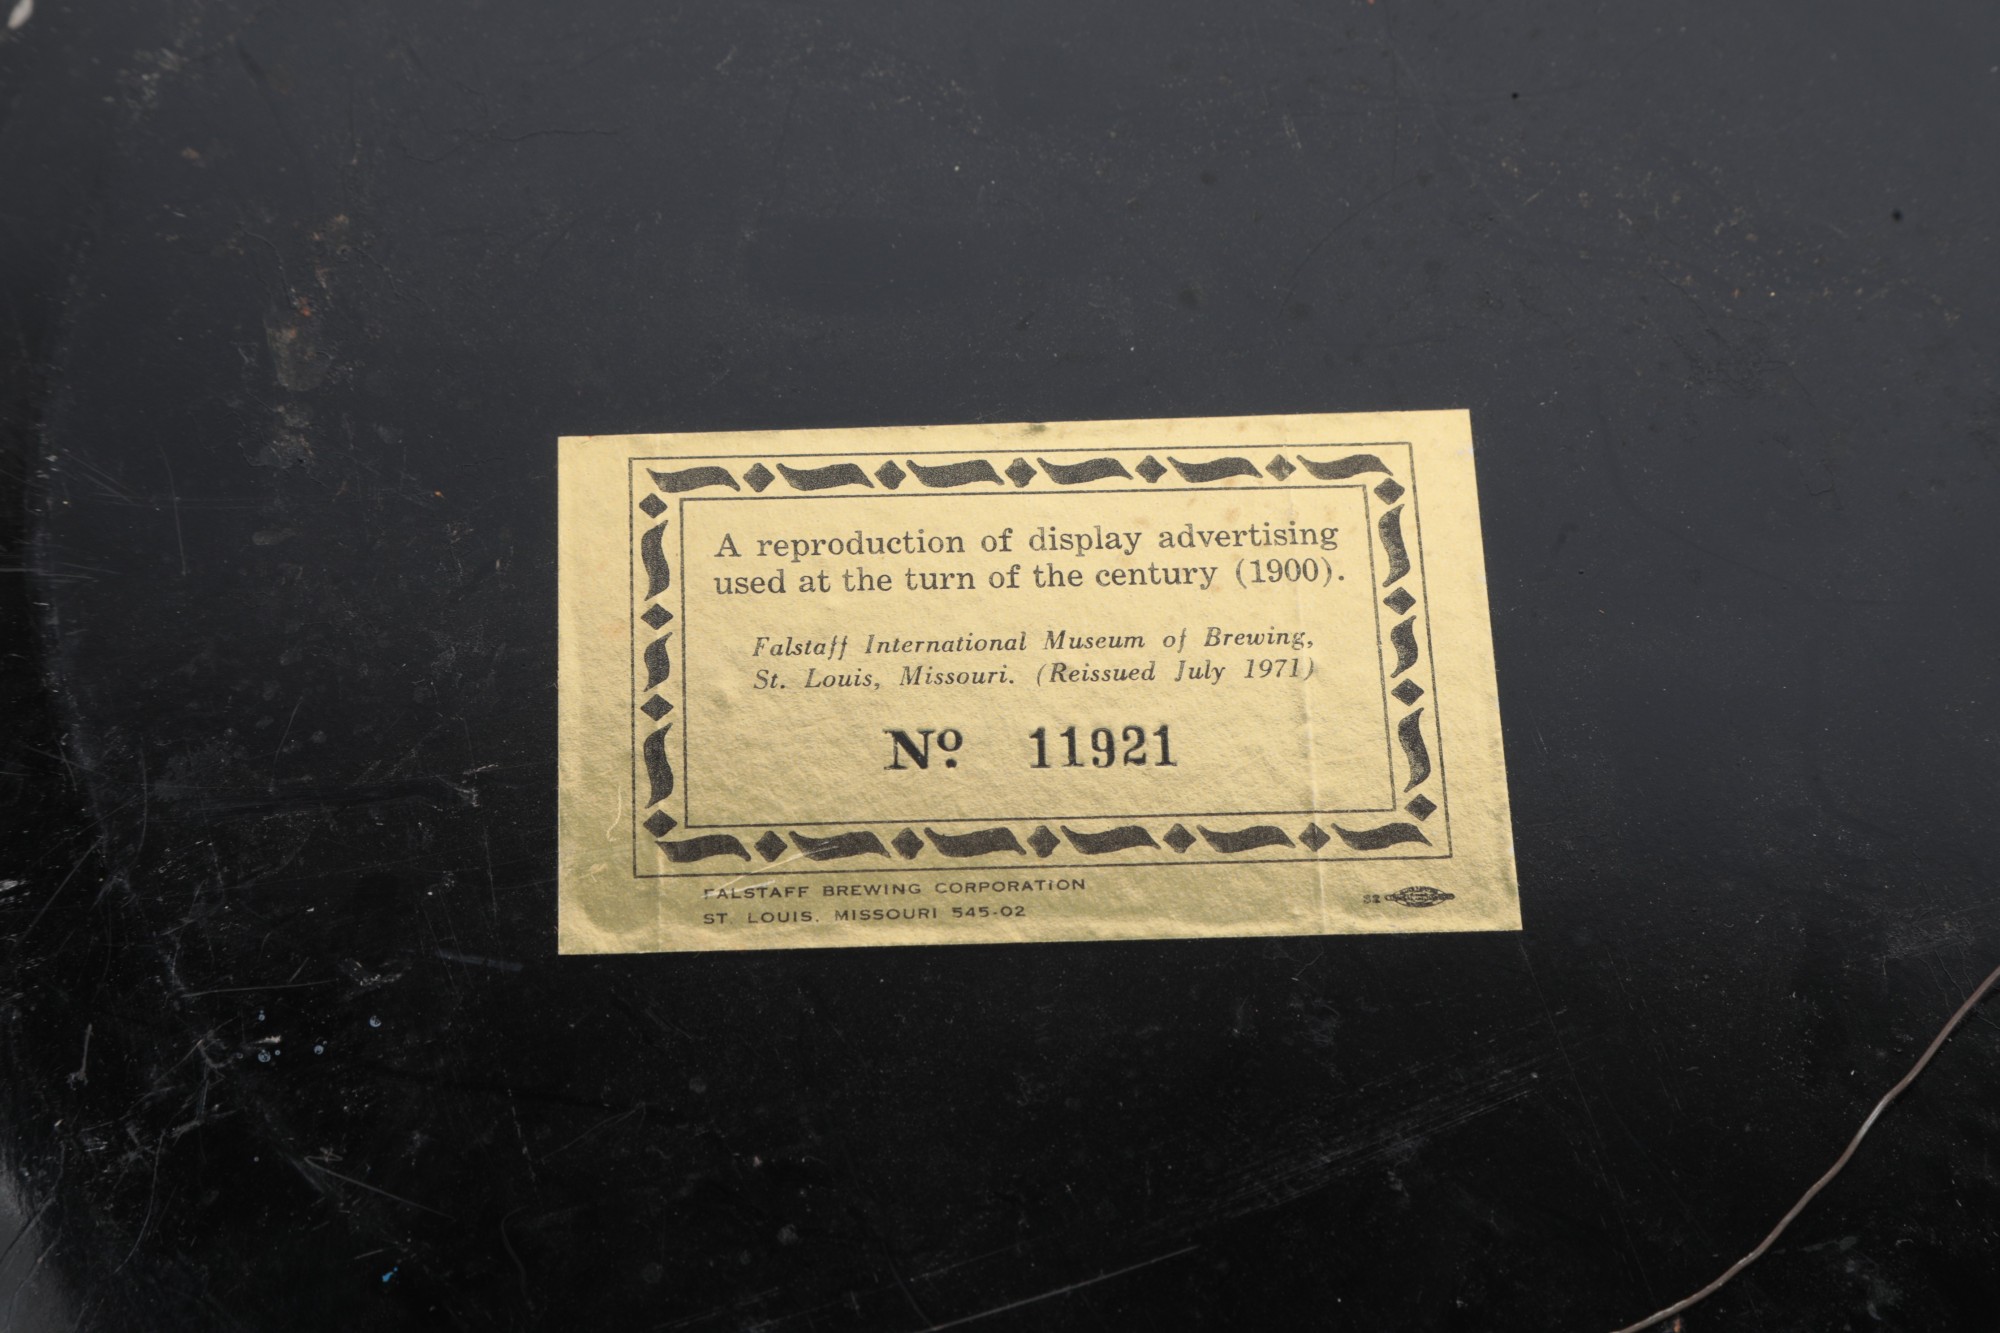 A reproduction of display advertising
used at the turn of the century (1900).
Falstaff International Museum of Brewing,
St. Louis, Missouri. (Reissued July 1971)
Nº 11921
FALSTAFF BREWING CORPORATION
ST. LOUIS, MISSOURI 545-02
32